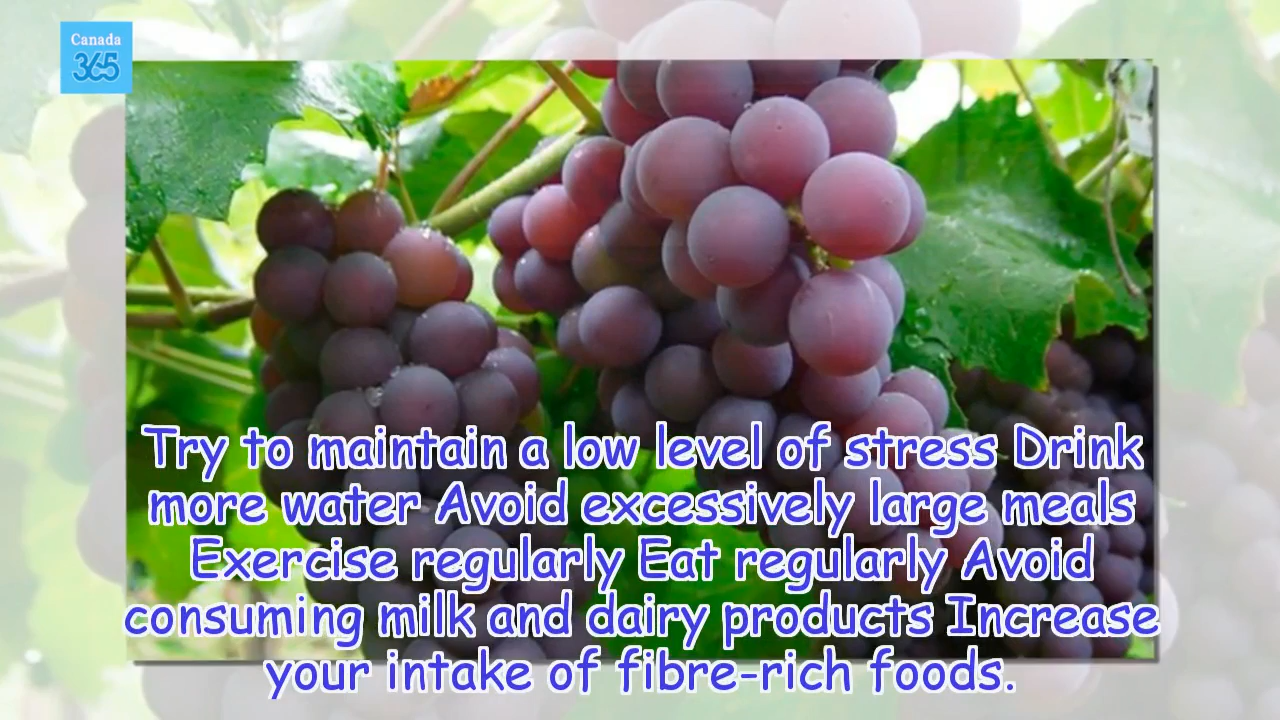 Canada
365
Try to maintain a low level of stress Drink
more water Avoid excessively large meals
Exercise regularly Eat regularly Avoid
consuming milk and dairy products Increase
your intake of fibre-rich foods.